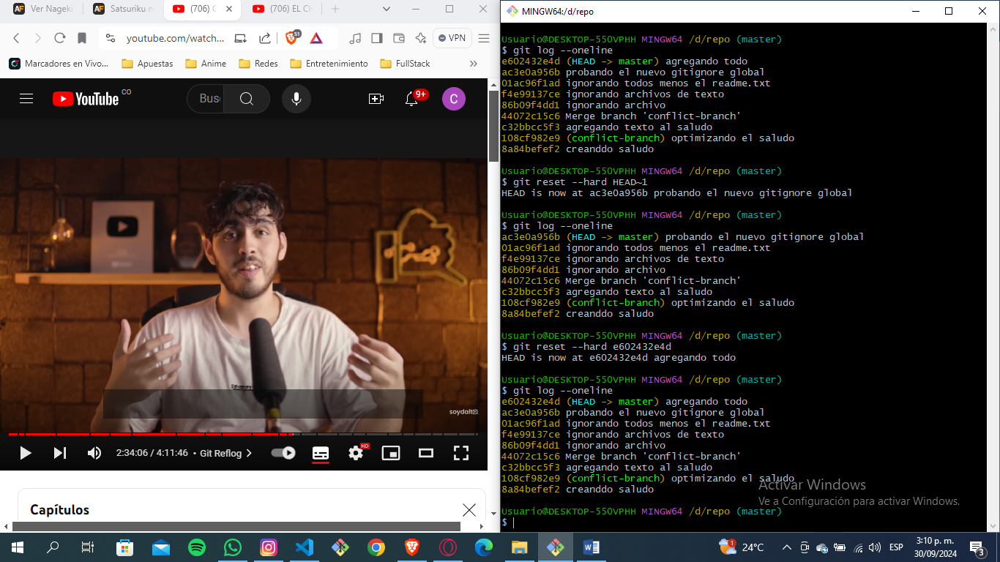 Ver Nageki
Satsuriku n
(706) C
(706) EL CH
MINGW64:/d/repo
youtube.com/watch...
51
VPN
Marcadores en Vivo...
Apuestas
Anime
Redes
Entretenimiento
FullStack
YouTube CO
Bus
9+
C
soydalto
2:34:06 / 4:11:46 • Git Reflog
HD
Capítulos
Usuario@DESKTOP-550VPHH MINGW64 /d/repo (master)
$ git log --oneline
e602432e4d (HEAD -> master) agregando todo
ac3e0a956b probando el nuevo gitignore global
01ac96f1ad ignorando todos menos el readme.txt
f4e99137ce ignorando archivos de texto
86b09f4dd1 ignorando archivo
44072c15c6 Merge branch 'conflict-branch'
c32bbcc5f3 agregando texto al saludo
108cf982e9 (conflict-branch) optimizando el saludo
8a84befef2 creanddo saludo
Usuario@DESKTOP-550VPHH MINGW64 /d/repo (master)
$ git reset --hard HEAD~1
HEAD is now at ac3e0a956b probando el nuevo gitignore global
Usuario@DESKTOP-550VPHH MINGW64 /d/repo (master)
$ git log --oneline
ac3e0a956b (HEAD -> master) probando el nuevo gitignore global
01ac96f1ad ignorando todos menos el readme.txt
f4e99137ce ignorando archivos de texto
86b09f4dd1 ignorando archivo
44072c15c6 Merge branch 'conflict-branch'
c32bbcc5f3 agregando texto al saludo
108cf982e9 (conflict-branch) optimizando el saludo
8a84befef2 creanddo saludo
Usuario@DESKTOP-550VPHH MINGW64 /d/repo (master)
$ git reset --hard e602432e4d
HEAD is now at e602432e4d agregando todo
Usuario@DESKTOP-550VPHH MINGW64 /d/repo (master)
$ git log --oneline
e602432e4d (HEAD -> master) agregando todo
ac3e0a956b probando el nuevo gitignore global
01ac96f1ad ignorando todos menos el readme.txt
f4e99137ce ignorando archivos de texto
86b09f4dd1 ignorando archivo
44072c15c6 Merge branch 'conflict-branch'
c32bbcc5f3 agregando texto al saludo
108cf982e9 (conflict-branch) optimizando el saludo
8a84befef2 creanddo saludo
Usuario@DESKTOP-550VPHH MINGW64 /d/repo (master)
$
Activar Windows
Ve a Configuración para activar Windows.
1
24°C
ESP
3:10 p. m.
30/09/2024
3